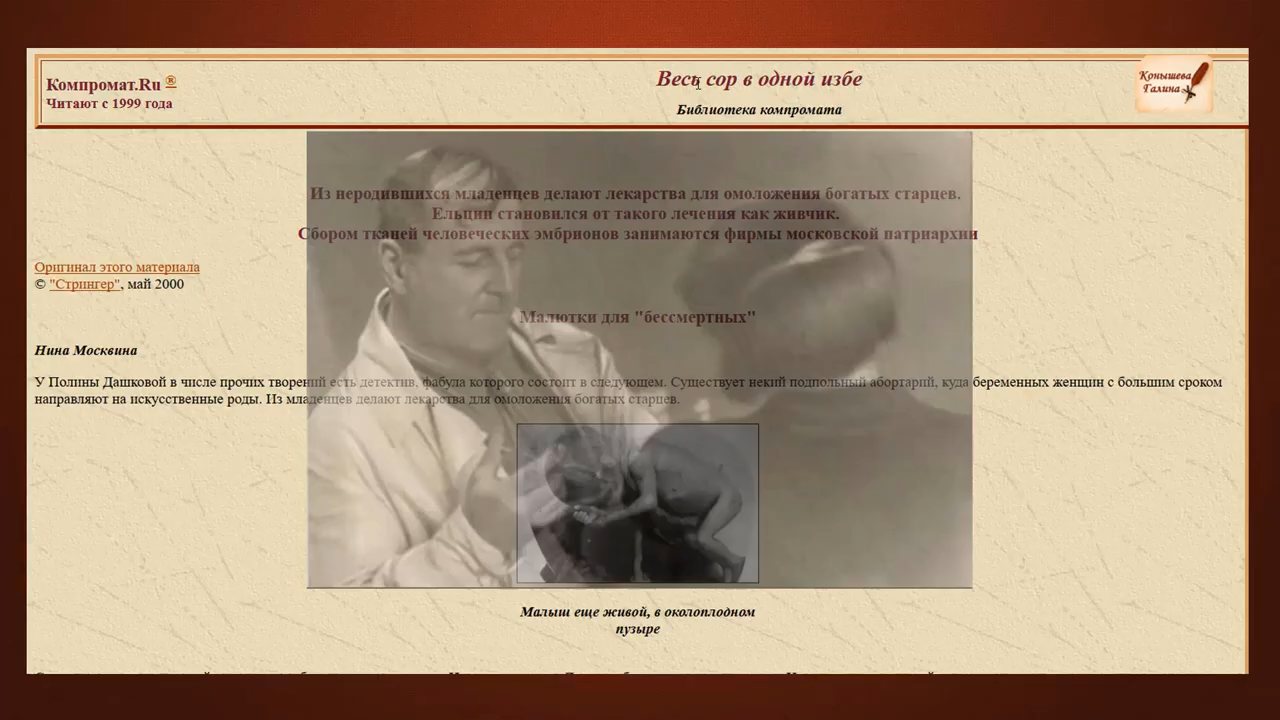 Компромат.Ru ®
Читают с 1999 года
Весь сор в одной избе
Библиотека компромата
Конышева
Галина
Из неродившихся младенцев делают лекарства для омоложения богатых старцев.
Ельцин становился от такого лечения как живчик.
Сбором тканей человеческих эмбрионов занимаются фирмы московской патриархии
Оригинал этого материала
© "Стрингер", май 2000
Малютки для "бессмертных"
Нина Москвина
У Полины Дашковой в числе прочих творений есть детектив, фабула которого состоит в следующем. Существует некий подпольный абортарий, куда беременных женщин с большим сроком
направляют на искусственные роды. Из младенцев делают лекарства для омоложения богатых старцев.
Малыш еще живой, в околоплодном
пузыре